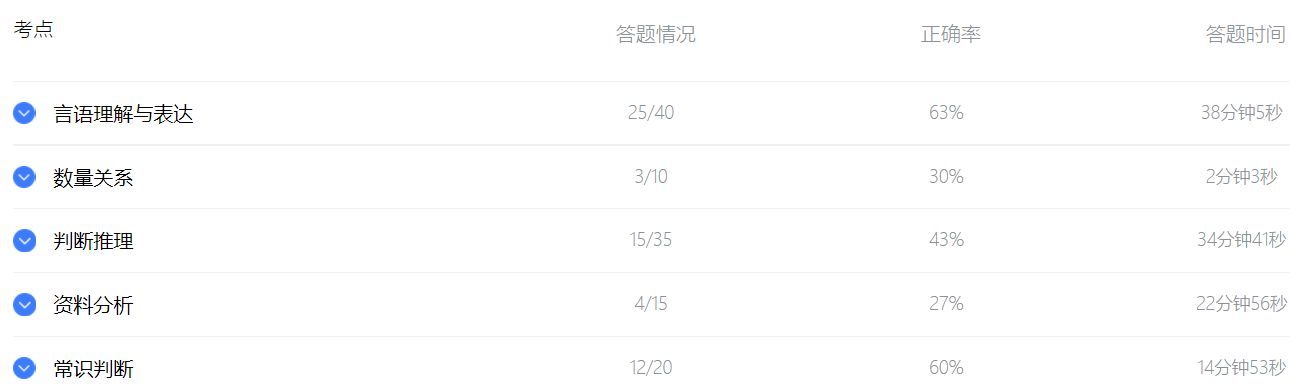 考点 答题情况 正确率 答题时间
言语理解与表达 25/40 63% 38分钟5秒
数量关系 3/10 30% 2分钟3秒
判断推理 15/35 43% 34分钟41秒
资料分析 4/15 27% 22分钟56秒
常识判断 12/20 60% 14分钟53秒